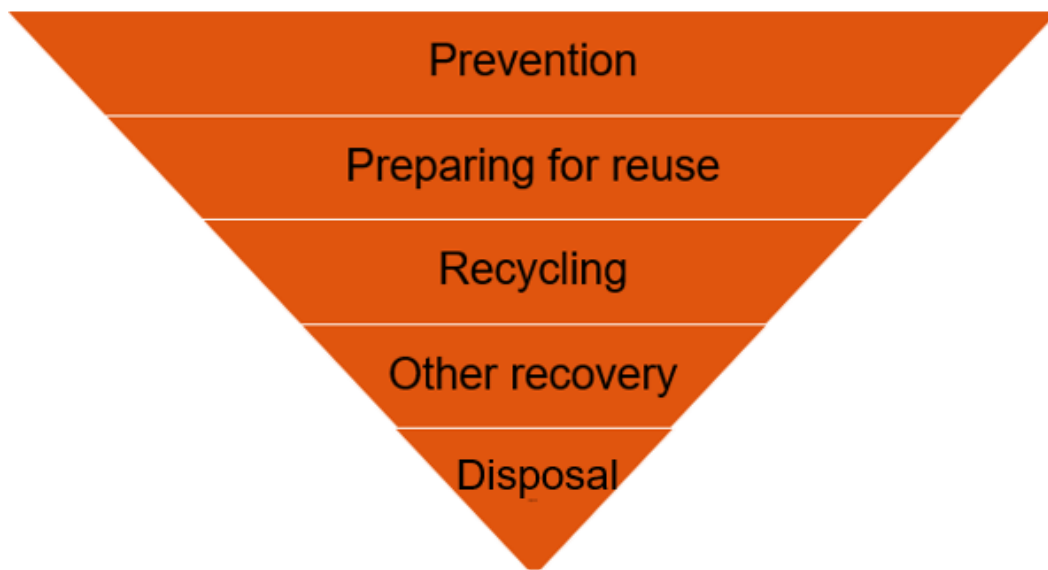 Prevention
Preparing for reuse
Recycling
Other recovery
Disposal